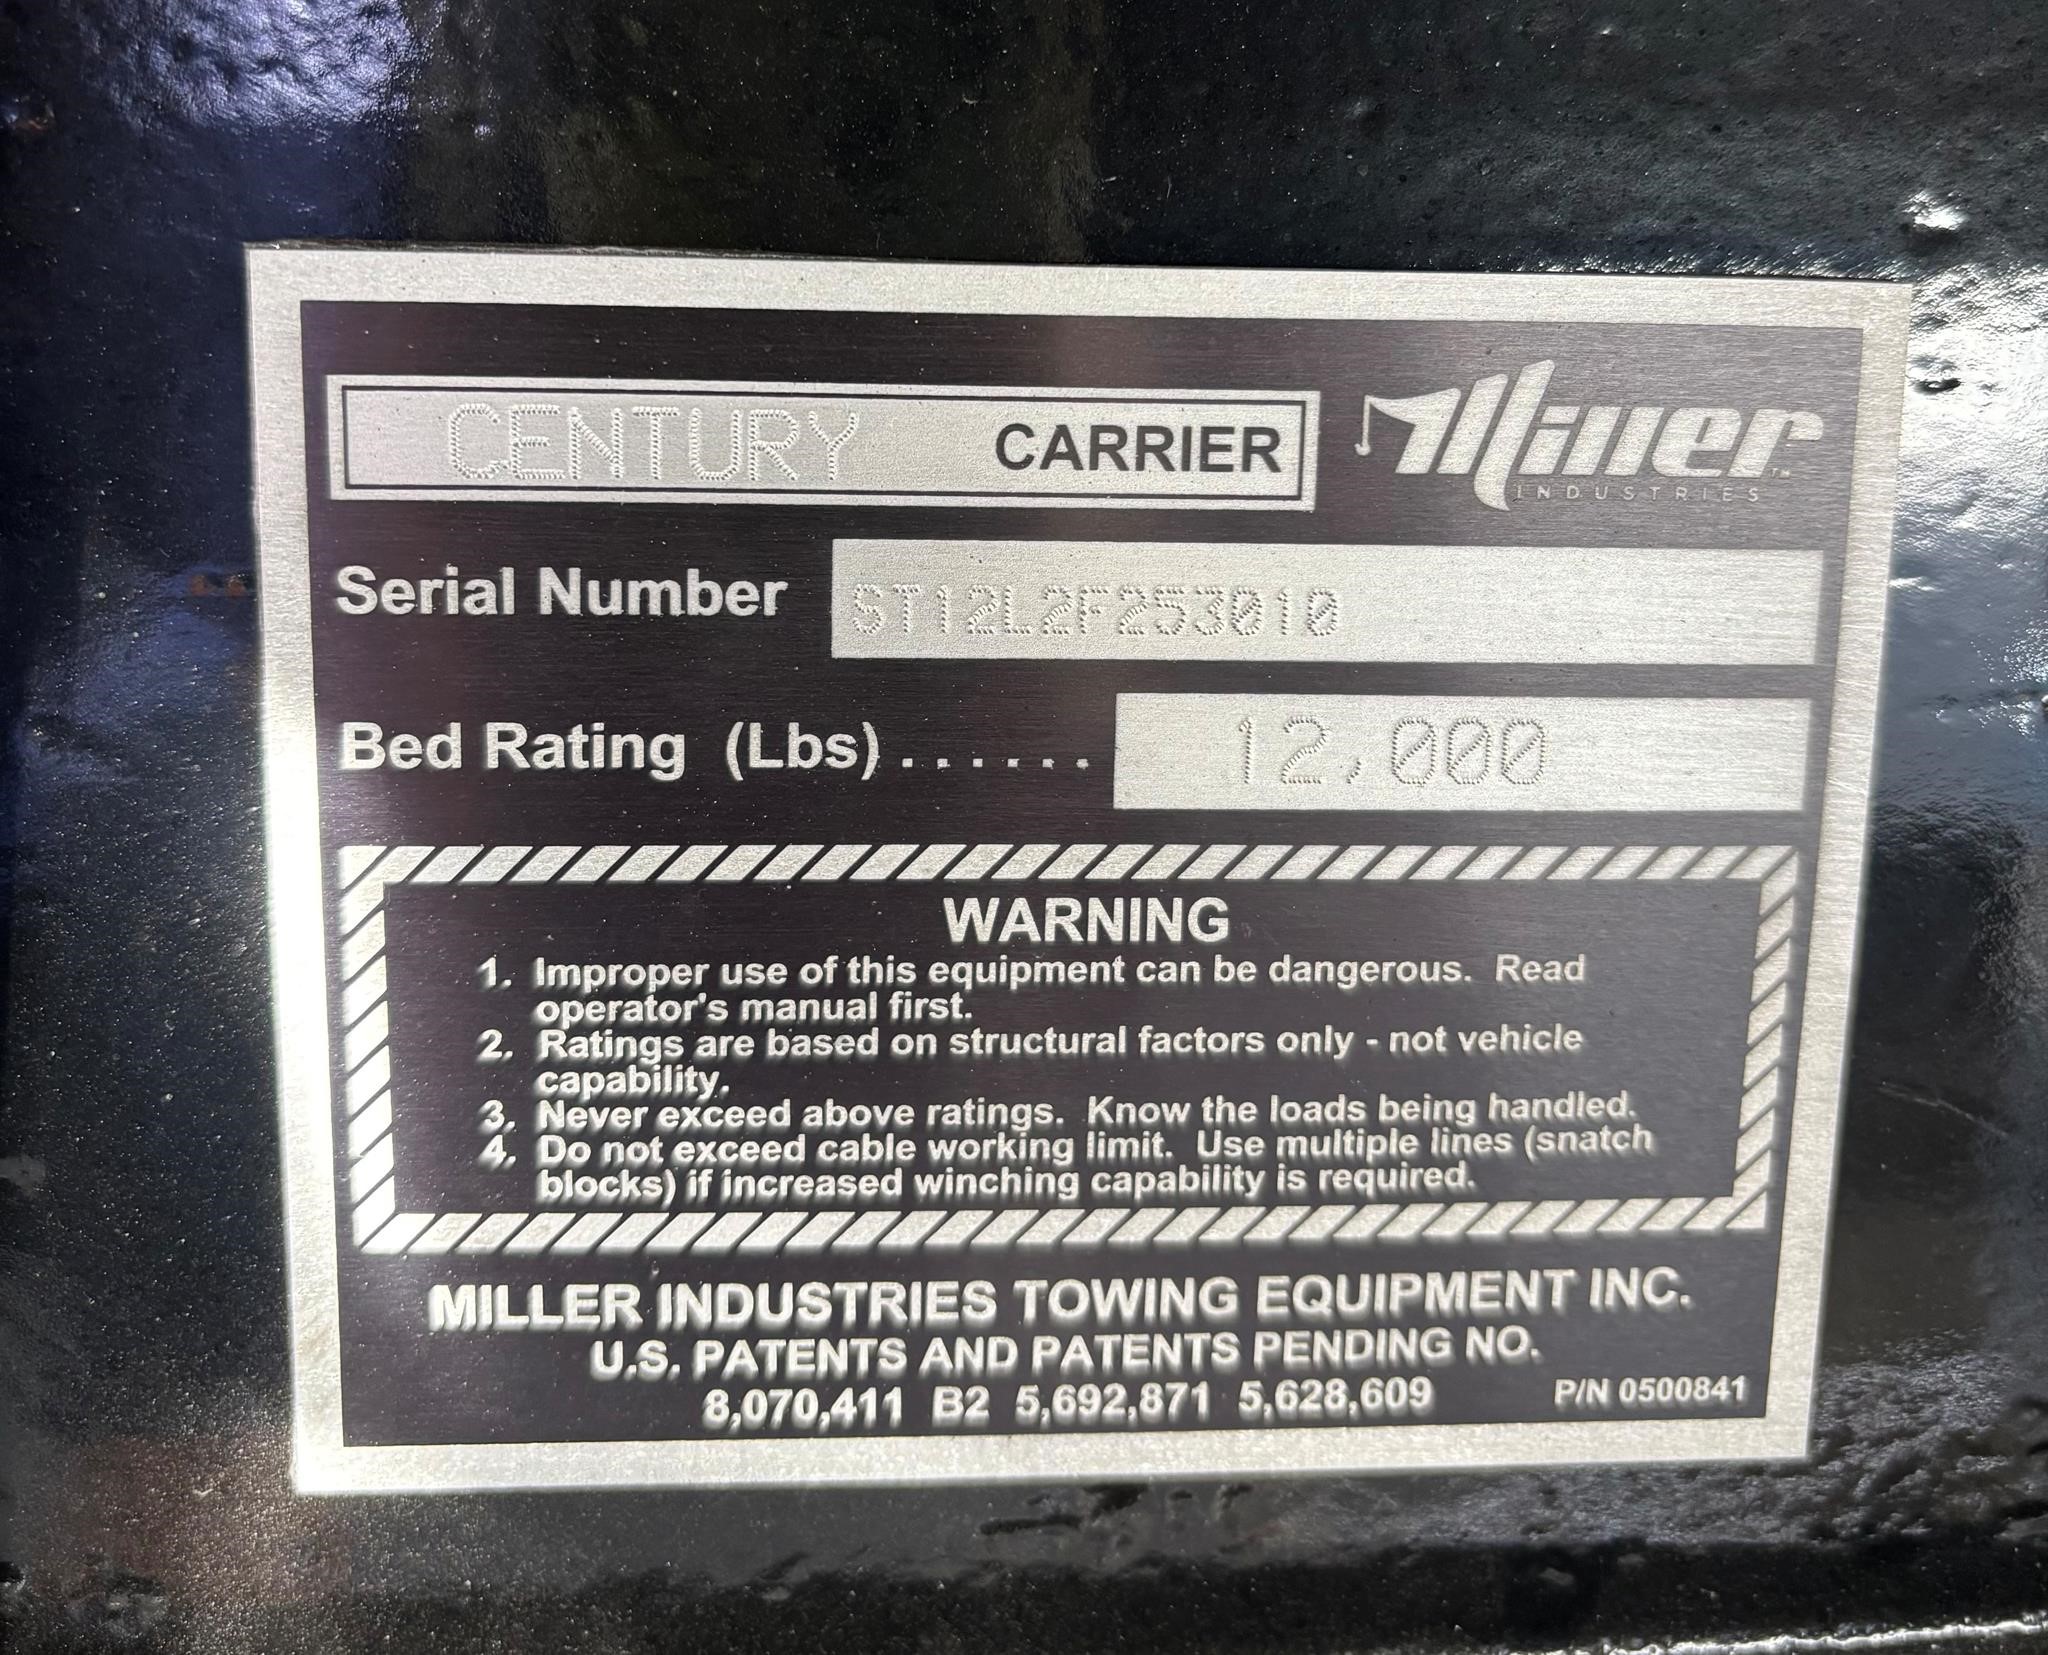 CENTURY CARRIER
Miller
INDUSTRIES
Serial Number ST12L2F253010
Bed Rating (Lbs) ...... 12,000
WARNING
1. Improper use of this equipment can be dangerous. Read
operator's manual first.
2. Ratings are based on structural factors only - not vehicle
capability.
3. Never exceed above ratings. Know the loads being handled.
4. Do not exceed cable working limit. Use multiple lines (snatch
blocks) if increased winching capability is required.
MILLER INDUSTRIES TOWING EQUIPMENT INC.
U.S. PATENTS AND PATENTS PENDING NO.
8,070,411 B2 5,692,871 5,628,609 P/N 0500841